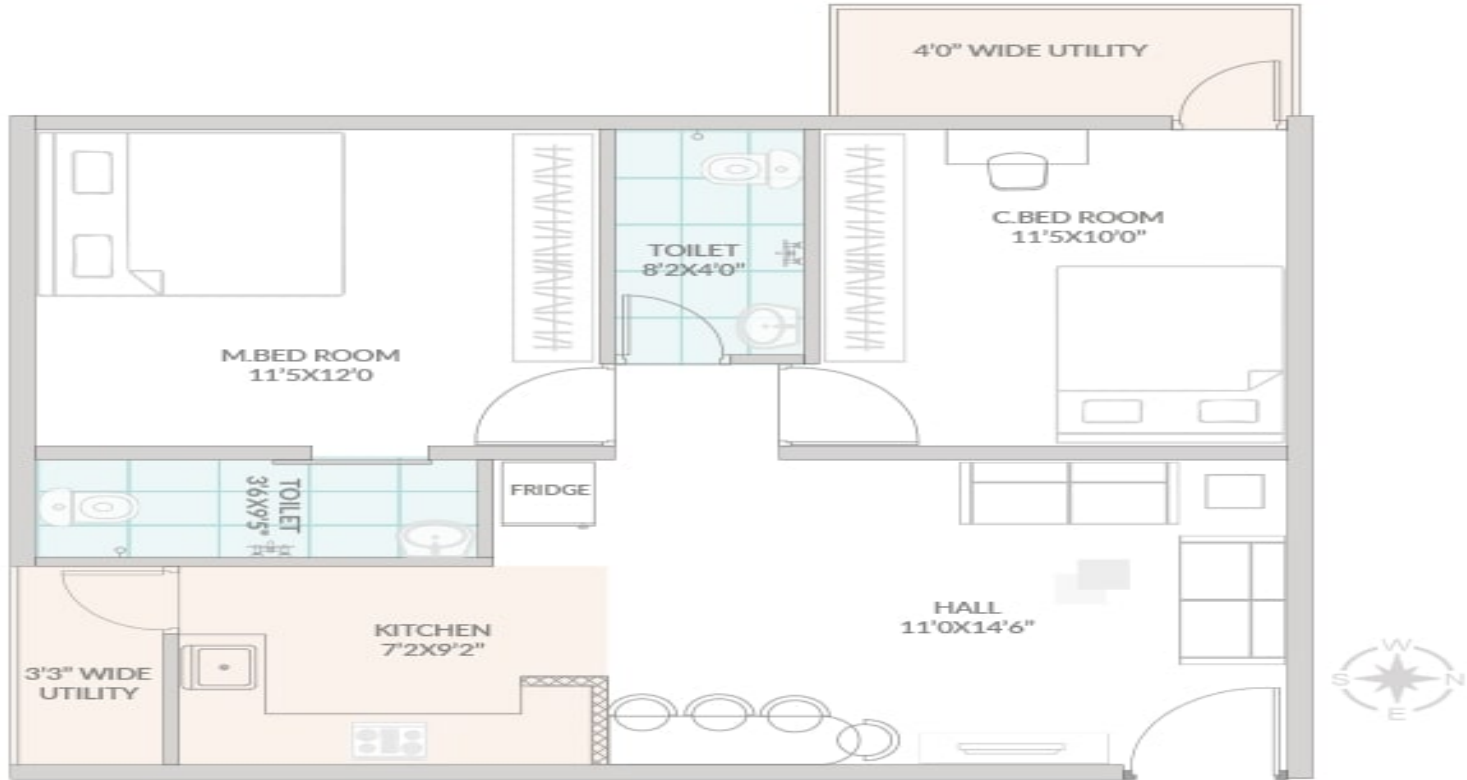 4'0" WIDE UTILITY
C.BED ROOM
11'5X10'0"
TOILET
8'2X4'0"
M.BED ROOM
11'5X12'0
TOILET
3'6X9'5"
FRIDGE
HALL
11'0X14'6"
KITCHEN
7'2X9'2"
3'3" WIDE
UTILITY
W
S
N
E